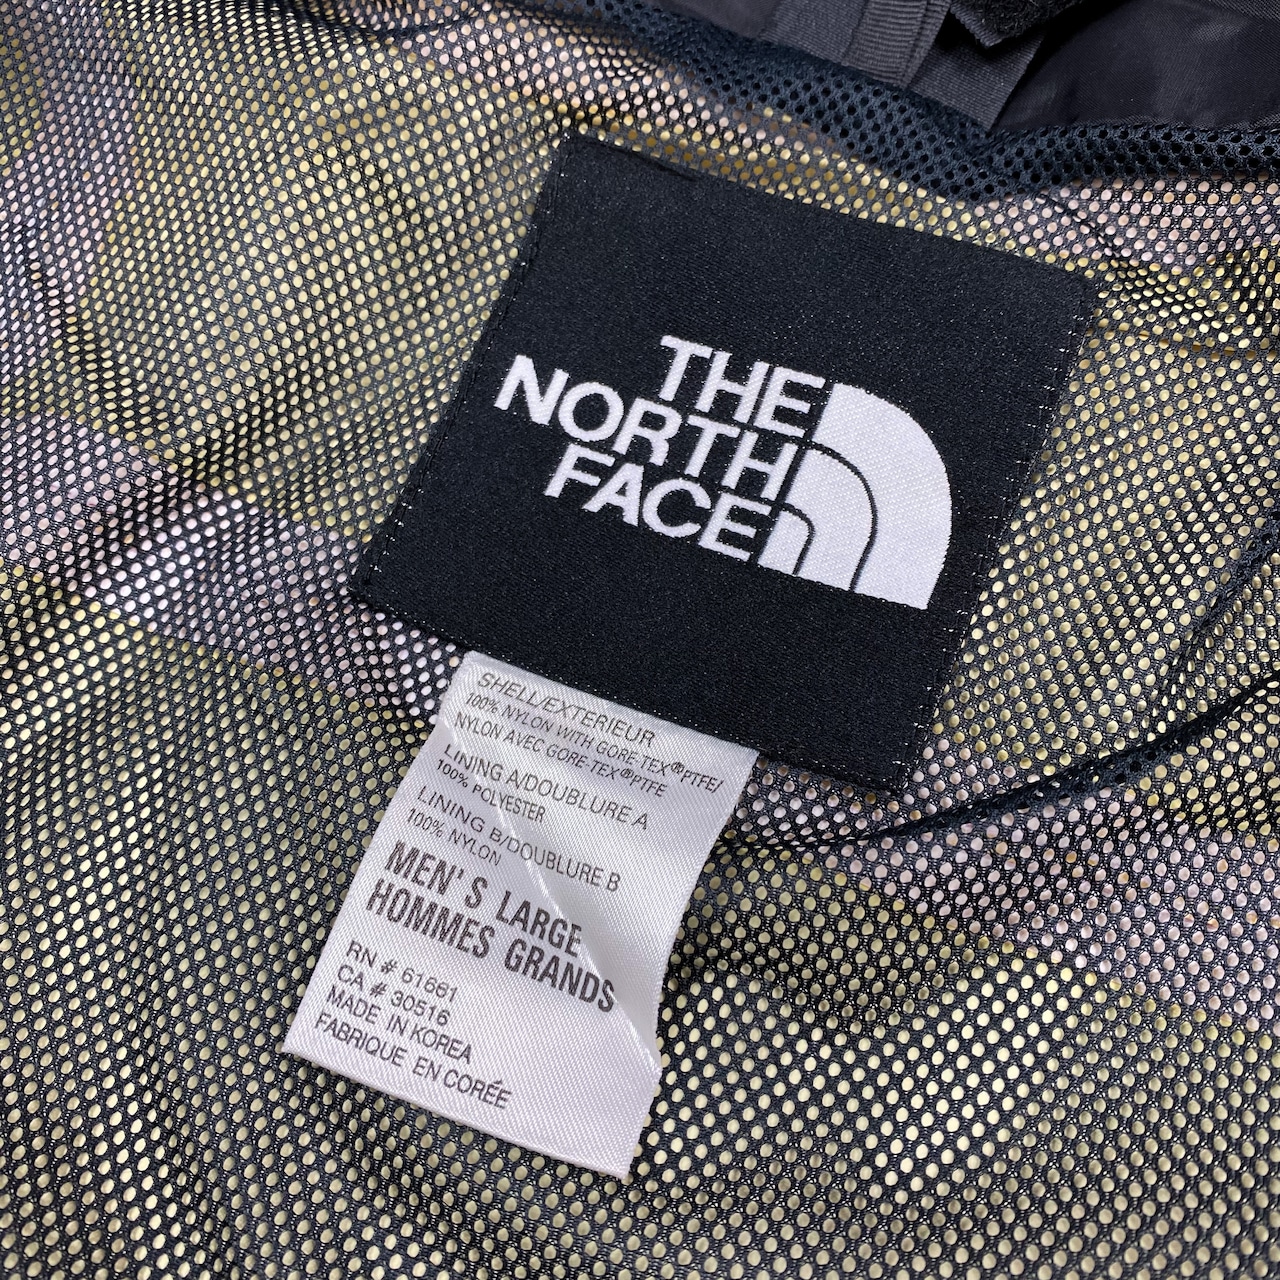 THE
NORTH
FACE
SHELL/EXTERIEUR
100% NYLON WITH GORE-TEX®PTFE/
NYLON AVEC GORE-TEX®PTFE
LINING A/DOUBLURE A
100% POLYESTER
LINING B/DOUBLURE B
100% NYLON
MEN'S LARGE
HOMMES GRANDS
RN # 61661
CA # 30516
MADE IN KOREA
FABRIQUE EN CORÉE